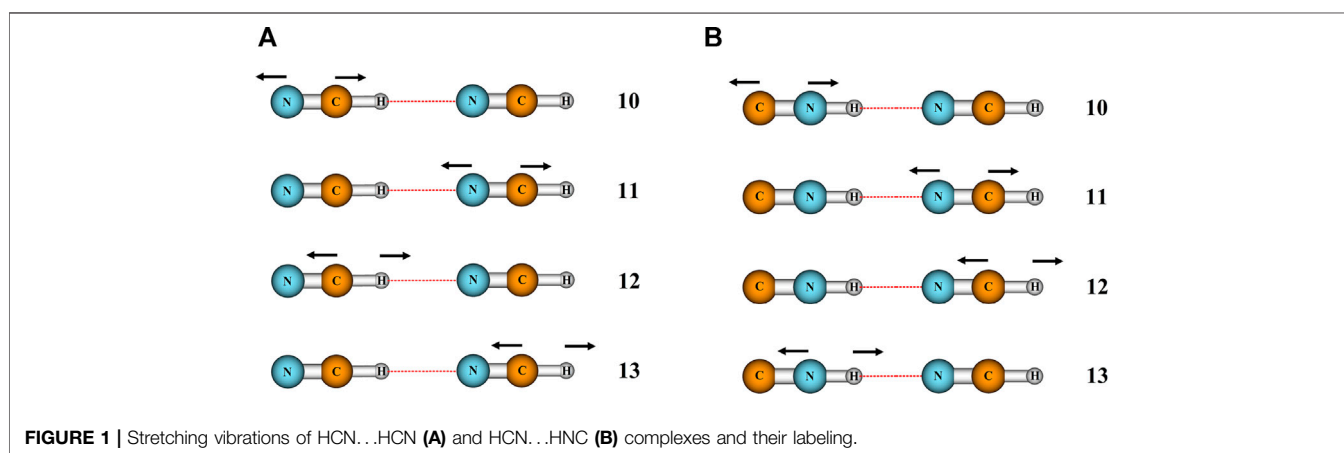 A
B
N C H N C H 10
C N H N C H 10
N C H N C H 11
C N H N C H 11
N C H N C H 12
C N H N C H 12
N C H N C H 13
C N H N C H 13
FIGURE 1 | Stretching vibrations of HCN...HCN (A) and HCN...HNC (B) complexes and their labeling.